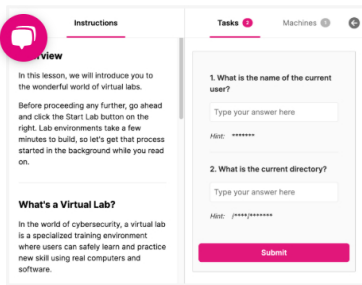 Instructions
Tasks 2
Machines 1
view
In this lesson, we will introduce you to
the wonderful world of virtual labs.
Before proceeding any further, go ahead
and click the Start Lab button on the
right. Lab environments take a few
minutes to build, so let's get that process
started in the background while you read
on.
What's a Virtual Lab?
In the world of cybersecurity, a virtual lab
is a specialized training environment
where users can safely learn and practice
new skill using real computers and
software.
1. What is the name of the current
user?
Type your answer here
Hint: *******
2. What is the current directory?
Type your answer here
Hint: /****/*******
Submit